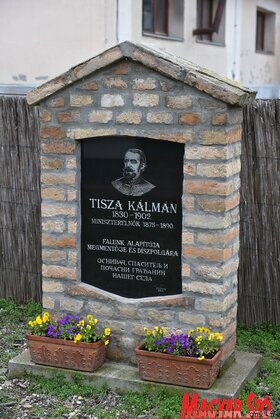 TISZA KÁLMÁN
1830-1902
MINISZTERELNÖK 1875-1890
FALUNK ALAPÍTÓJA
MEGMENTŐJE ÉS DÍSZPOLGÁRA
ОСНИВАЧ, СПАСИТЕЉ И
ПОЧАСНИ ГРАЂАНИН
НАШЕГ СЕЛА
Magyar Szó